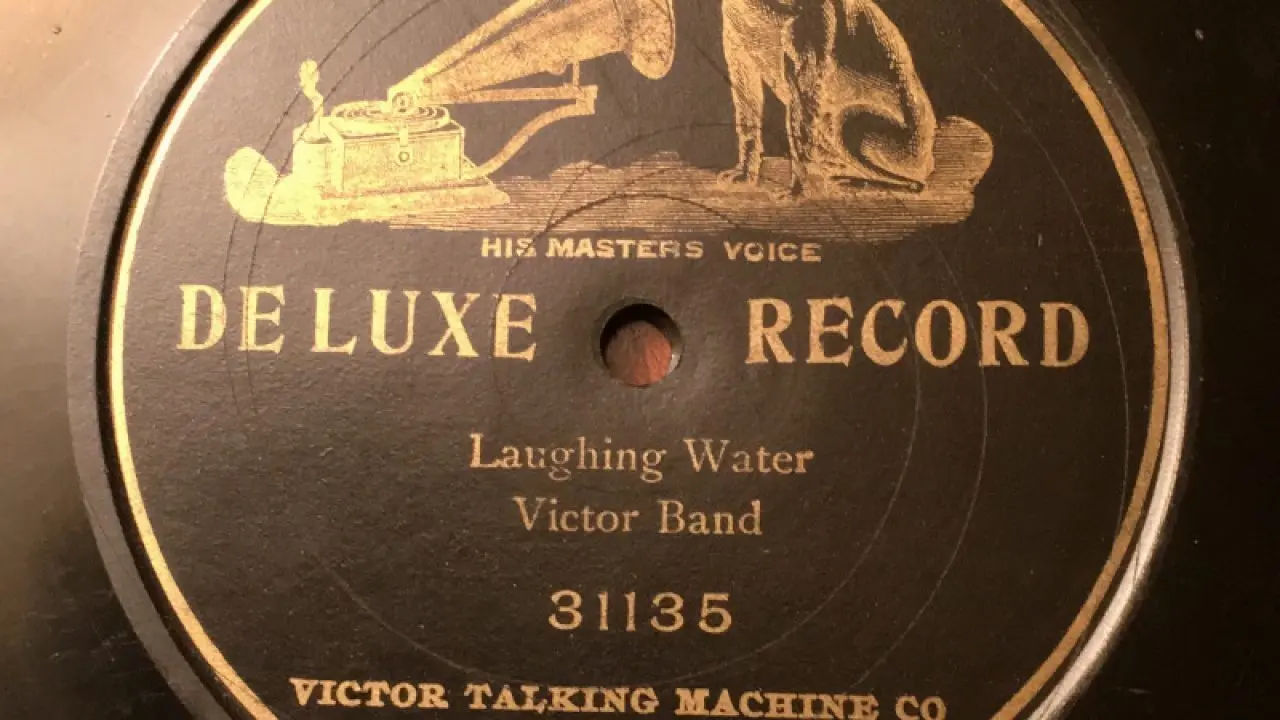 HIS MASTERS VOICE
DE LUXE RECORD
Laughing Water
Victor Band
31135
VICTOR TALKING MACHINE CO